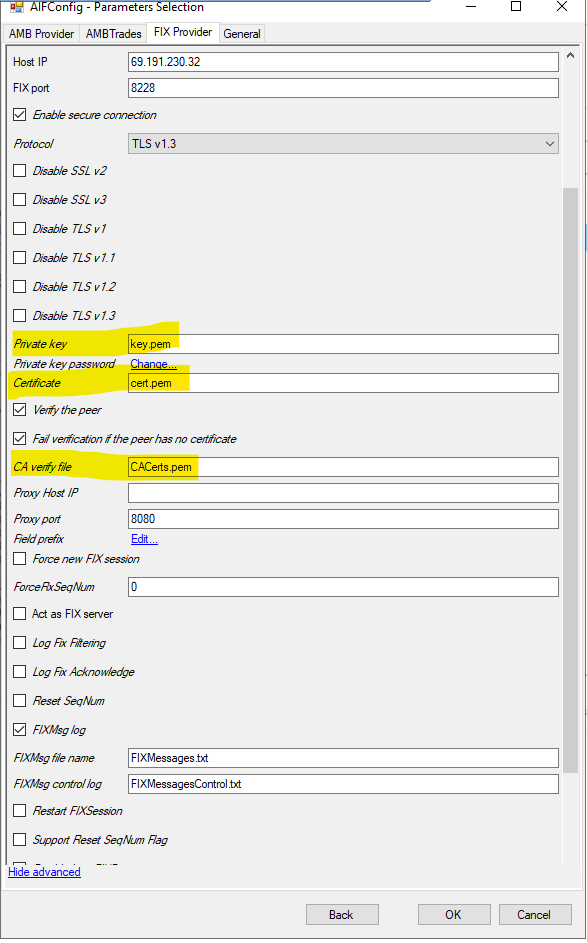 AIFConfig - Parameters Selection
AMB Provider AMBTrades FIX Provider General
Host IP 69.191.230.32
FIX port 8228
Enable secure connection
Protocol TLS v1.3
Disable SSL v2
Disable SSL v3
Disable TLS v1
Disable TLS v1.1
Disable TLS v1.2
Disable TLS v1.3
Private key key.pem
Private key password Change...
Certificate cert.pem
Verify the peer
Fail verification if the peer has no certificate
CA verify file CACerts.pem
Proxy Host IP
Proxy port 8080
Field prefix Edit...
Force new FIX session
ForceRxSeqNum 0
Act as FIX server
Log Fix Filtering
Log Fix Acknowledge
Reset SeqNum
FIXMsg log
FIXMsg file name FIXMessages.txt
FIXMsg control log FIXMessagesControl.txt
Restart FIXSession
Support Reset SeqNum Flag
Hide advanced
Back OK Cancel